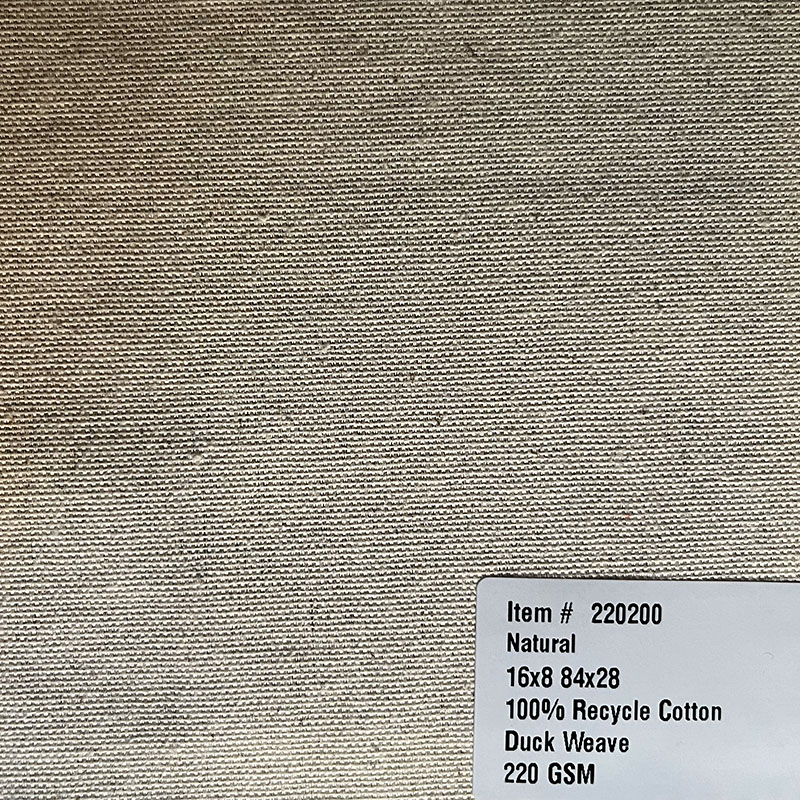 Item # 220200
Natural
16x8 84x28
100% Recycle Cotton
Duck Weave
220 GSM